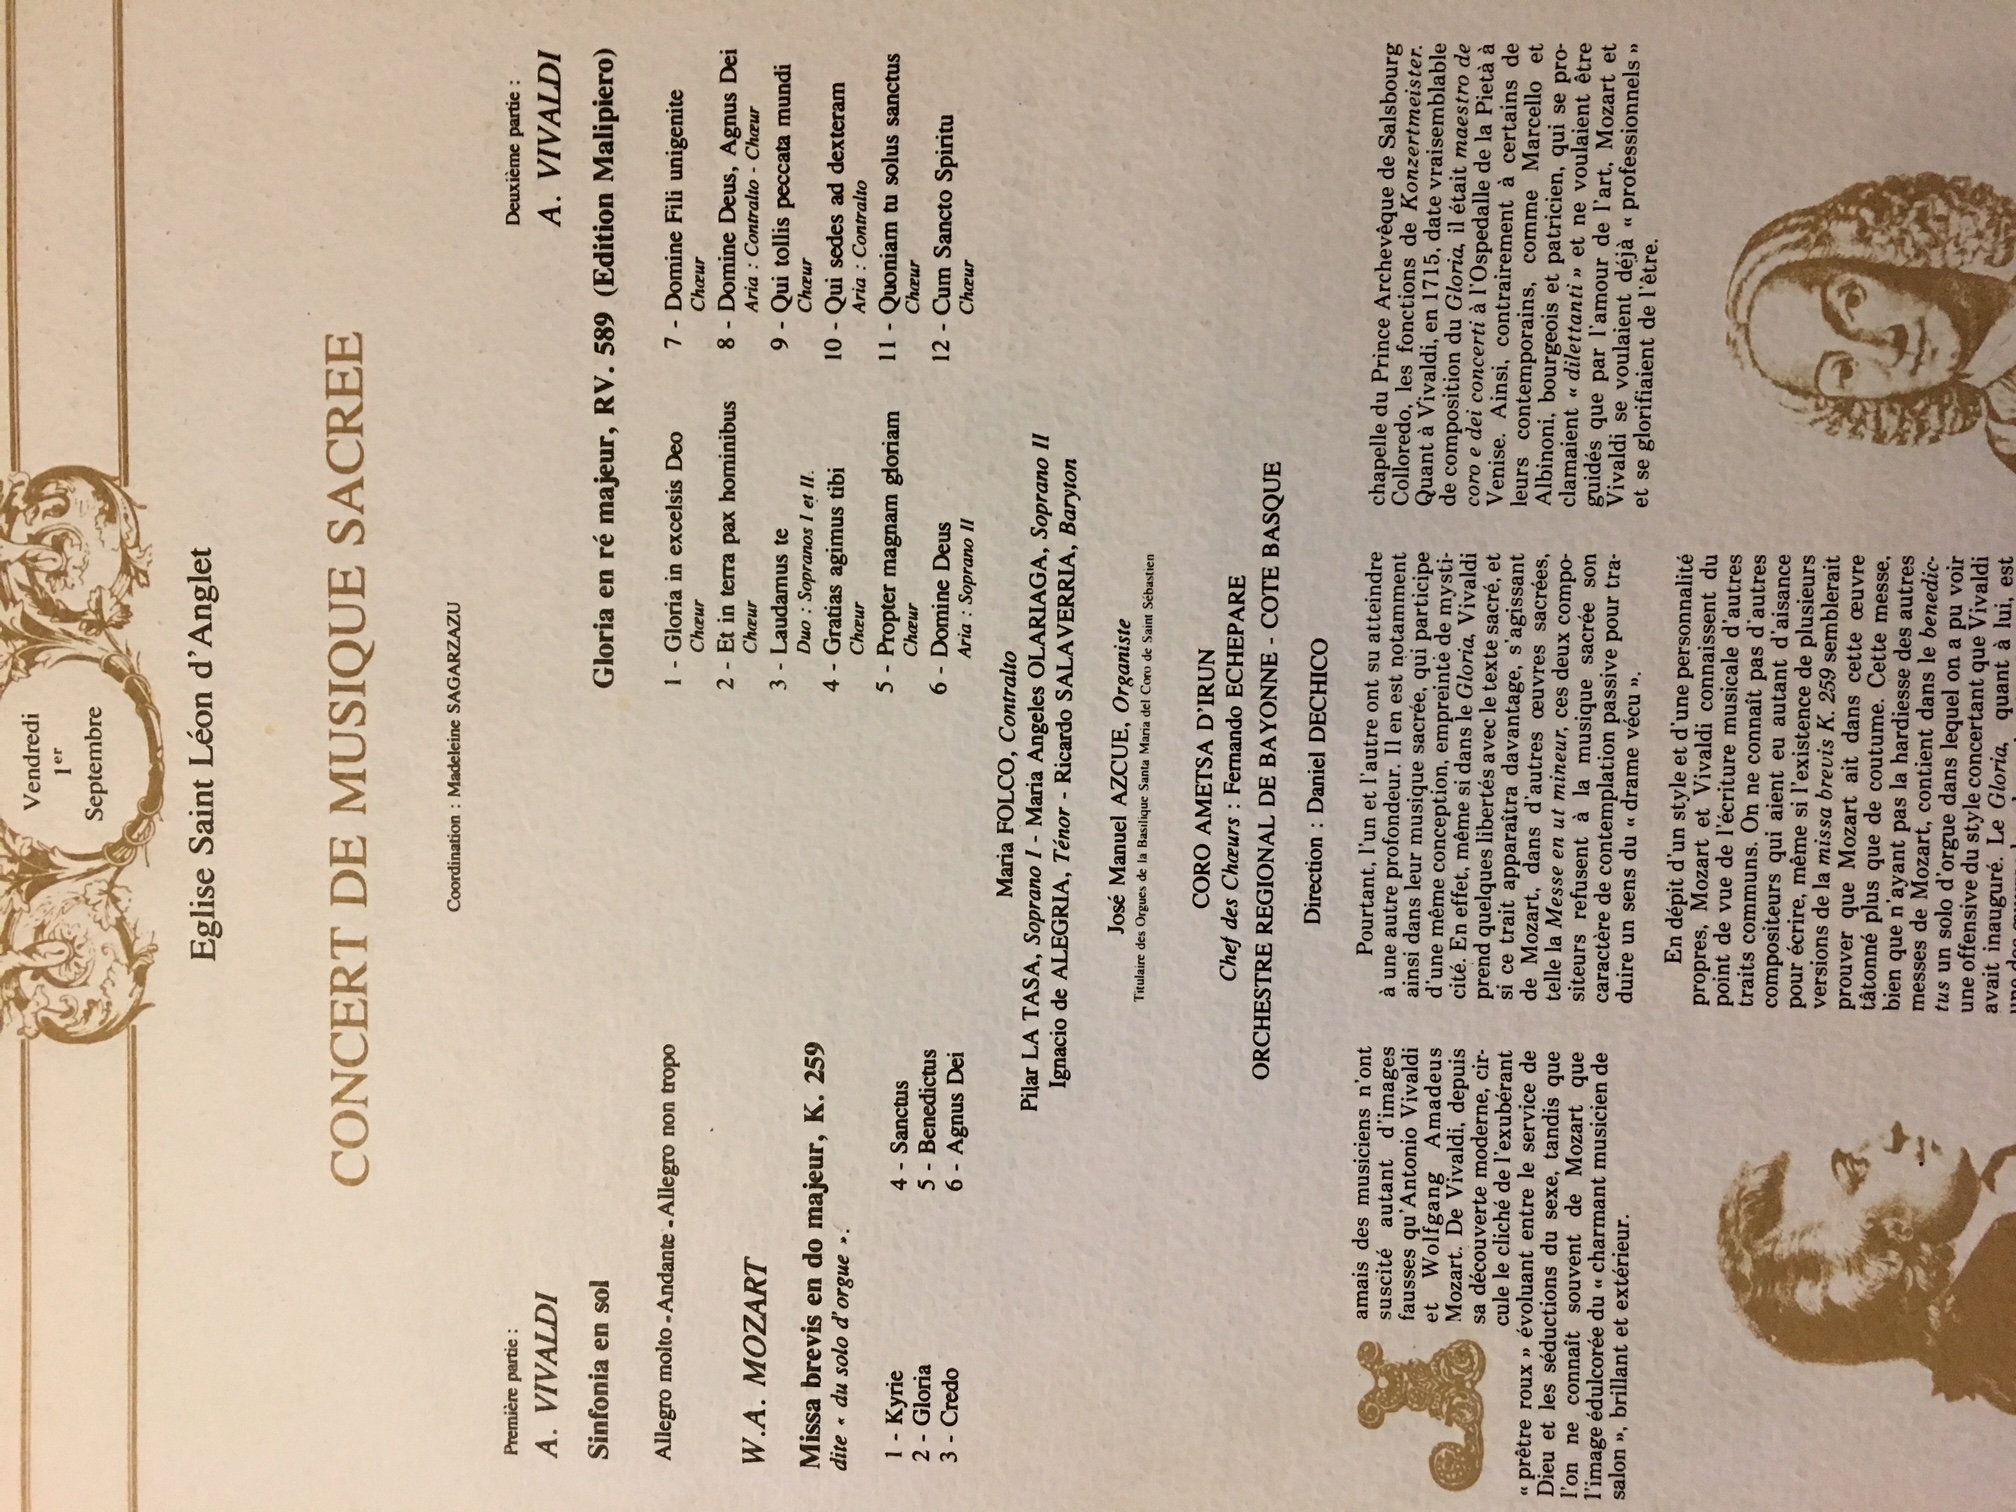 Vendredi
1er
Septembre
Eglise Saint Léon d'Anglet
CONCERT DE MUSIQUE SACREE
Coordination : Madeleine SAGARZAZU
Première partie :
A. VIVALDI
Sinfonia en sol
Allegro molto - Andante - Allegro non tropo
W.A. MOZART
Missa brevis en do majeur, K. 259
dite « du solo d'orgue ».
1 - Kyrie
2 - Gloria
3 - Credo
4 - Sanctus
5 - Benedictus
6 - Agnus Dei
Deuxième partie :
A. VIVALDI
Gloria en ré majeur, RV. 589 (Edition Malipiero)
1 - Gloria in excelsis Deo
Chœur
2 - Et in terra pax hominibus
Chœur
3 - Laudamus te
Duo : Sopranos I et II.
4 - Gratias agimus tibi
Chœur
5 - Propter magnam gloriam
Chœur
6 - Domine Deus
Aria : Soprano II
7 - Domine Fili unigenite
Chœur
8 - Domine Deus, Agnus Dei
Aria : Contralto - Chœur
9 - Qui tollis peccata mundi
Chœur
10 - Qui sedes ad dexteram
Aria : Contralto
11 - Quoniam tu solus sanctus
Chœur
12 - Cum Sancto Spiritu
Chœur
Maria FOLCO, Contralto
Pilar LA TASA, Soprano I - Maria Angeles OLARIAGA, Soprano II
Ignacio de ALEGRIA, Ténor - Ricardo SALAVERRIA, Baryton
José Manuel AZCUE, Organiste
Titulaire des Orgues de la Basilique Santa Maria del Coro de Saint Sébastien
CORO AMETSA D'IRUN
Chef des Chœurs : Fernando ECHEPARE
ORCHESTRE REGIONAL DE BAYONNE - COTE BASQUE
Direction : Daniel DECHICO
Jamais des musiciens n'ont
suscité autant d'images
fausses qu'Antonio Vivaldi
et Wolfgang Amadeus
Mozart. De Vivaldi, depuis
sa découverte moderne, cir-
cule le cliché de l'exubérant
« prêtre roux » évoluant entre le service de
Dieu et les séductions du sexe, tandis que
l'on ne connaît souvent de Mozart que
l'image édulcorée du « charmant musicien de
salon », brillant et extérieur.
Pourtant, l'un et l'autre ont su atteindre
à une autre profondeur. Il en est notamment
ainsi dans leur musique sacrée, qui participe
d'une même conception, empreinte de mysti-
cité. En effet, même si dans le Gloria, Vivaldi
prend quelques libertés avec le texte sacré, et
si ce trait apparaîtra davantage, s'agissant
de Mozart, dans d'autres œuvres sacrées,
telle la Messe en ut mineur, ces deux compo-
siteurs refusent à la musique sacrée son
caractère de contemplation passive pour tra-
duire un sens du « drame vécu ».
En dépit d'un style et d'une personnalité
propres, Mozart et Vivaldi connaissent du
point de vue de l'écriture musicale d'autres
traits communs. On ne connaît pas d'autres
compositeurs qui aient eu autant d'aisance
pour écrire, même si l'existence de plusieurs
versions de la missa brevis K. 259 semblerait
prouver que Mozart ait dans cette œuvre
tâtonné plus que de coutume. Cette messe,
bien que n'ayant pas la hardiesse des autres
messes de Mozart, contient dans le benedic-
tus un solo d'orgue dans lequel on a pu voir
une offensive du style concertant que Vivaldi
avait inauguré. Le Gloria, quant à lui, est
chapelle du Prince Archevêque de Salsbourg
Colloredo, les fonctions de Konzertmeister.
Quant à Vivaldi, en 1715, date vraisemblable
de composition du Gloria, il était maestro de
coro e dei concerti à l'Ospedalle de la Pietà à
Venise. Ainsi, contrairement à certains de
leurs contemporains, comme Marcello et
Albinoni, bourgeois et patricien, qui se pro-
clamaient « dilettanti » et ne voulaient être
guidés que par l'amour de l'art, Mozart et
Vivaldi se voulaient déjà « professionnels »
et se glorifiaient de l'être.